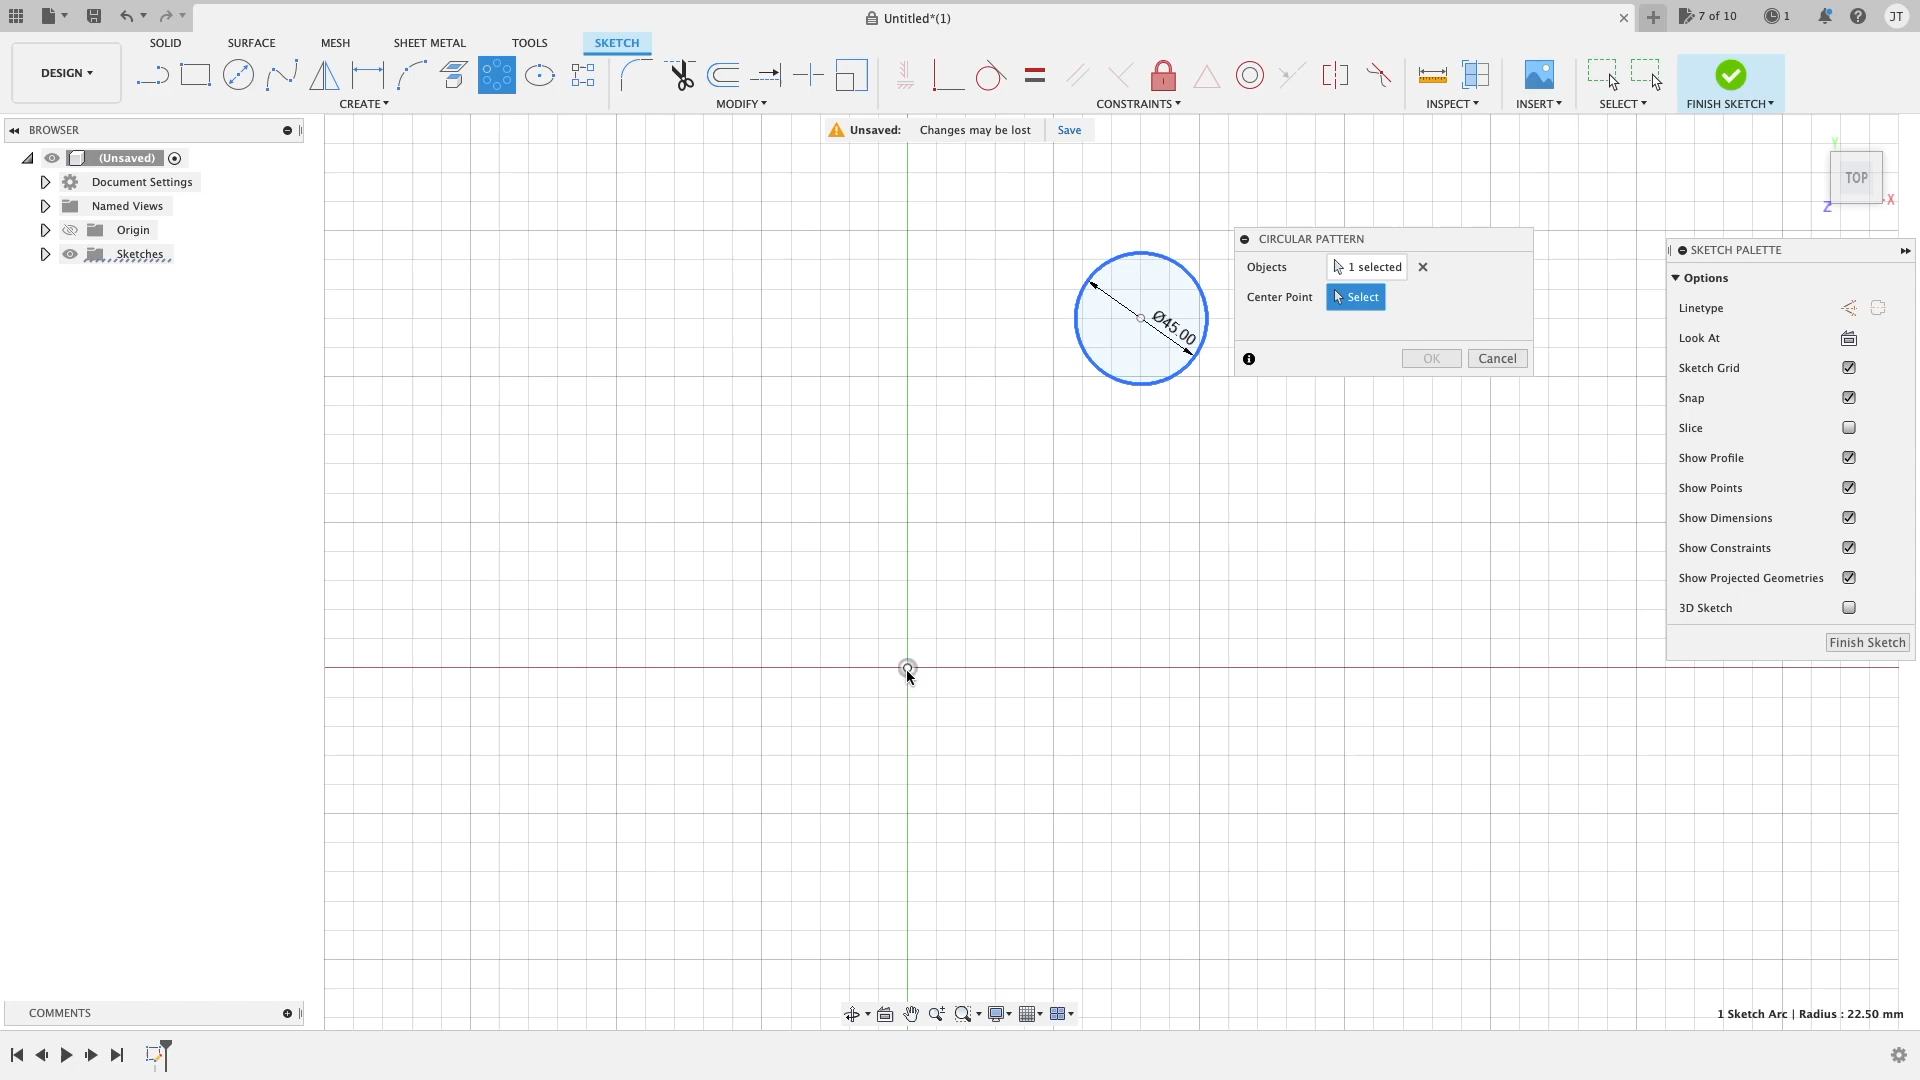 Untitled*(1)
7 of 10
1
JT
DESIGN
SOLID
SURFACE
MESH
SHEET METAL
TOOLS
SKETCH
CREATE
MODIFY
CONSTRAINTS
INSPECT
INSERT
SELECT
FINISH SKETCH
BROWSER
Unsaved: Changes may be lost Save
(Unsaved)
Document Settings
Named Views
Origin
Sketches
Y
TOP
X
Z
Ø45.00
CIRCULAR PATTERN
Objects 1 selected
Center Point Select
OK Cancel
SKETCH PALETTE
Options
Linetype
Look At
Sketch Grid
Snap
Slice
Show Profile
Show Points
Show Dimensions
Show Constraints
Show Projected Geometries
3D Sketch
Finish Sketch
COMMENTS
1 Sketch Arc | Radius : 22.50 mm